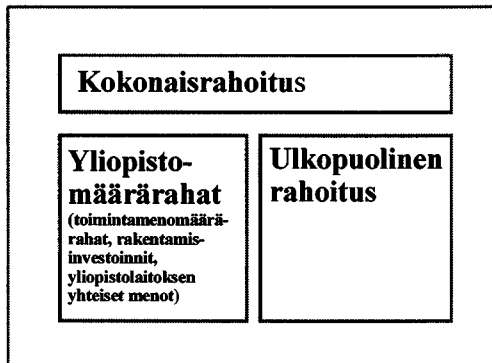 Kokonaisrahoitus
Yliopisto-
määrärahat
(toimintamenomäärä-
rahat, rakentamis-
investoinnit,
yliopistolaitoksen
yhteiset menot)
Ulkopuolinen
rahoitus